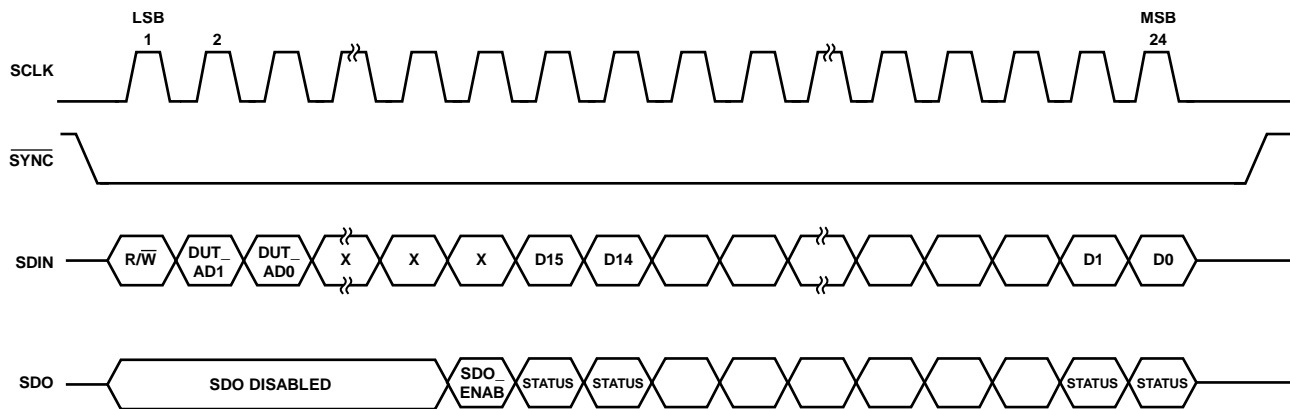 LSB
MSB
1
2
24
SCLK
SYNC
SDIN
R/W
DUT_
AD1
DUT_
AD0
X
X
X
D15
D14
D1
D0
SDO
SDO DISABLED
SDO_
ENAB
STATUS
STATUS
STATUS
STATUS